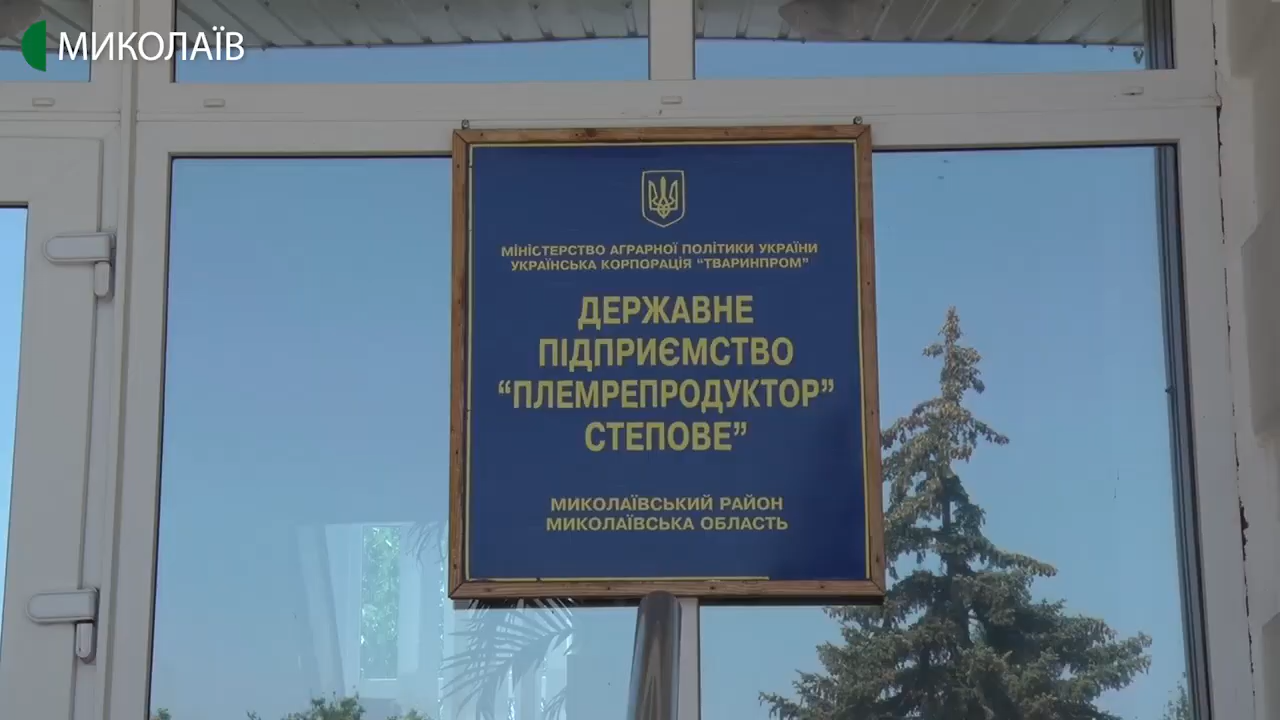 МИКОЛАЇВ
МІНІСТЕРСТВО АГРАРНОЇ ПОЛІТИКИ УКРАЇНИ
УКРАЇНСЬКА КОРПОРАЦІЯ “ТВАРИНПРОМ”
ДЕРЖАВНЕ
ПІДПРИЄМСТВО
“ПЛЕМРЕПРОДУКТОР”
СТЕПОВЕ”
МИКОЛАЇВСЬКИЙ РАЙОН
МИКОЛАЇВСЬКА ОБЛАСТЬ